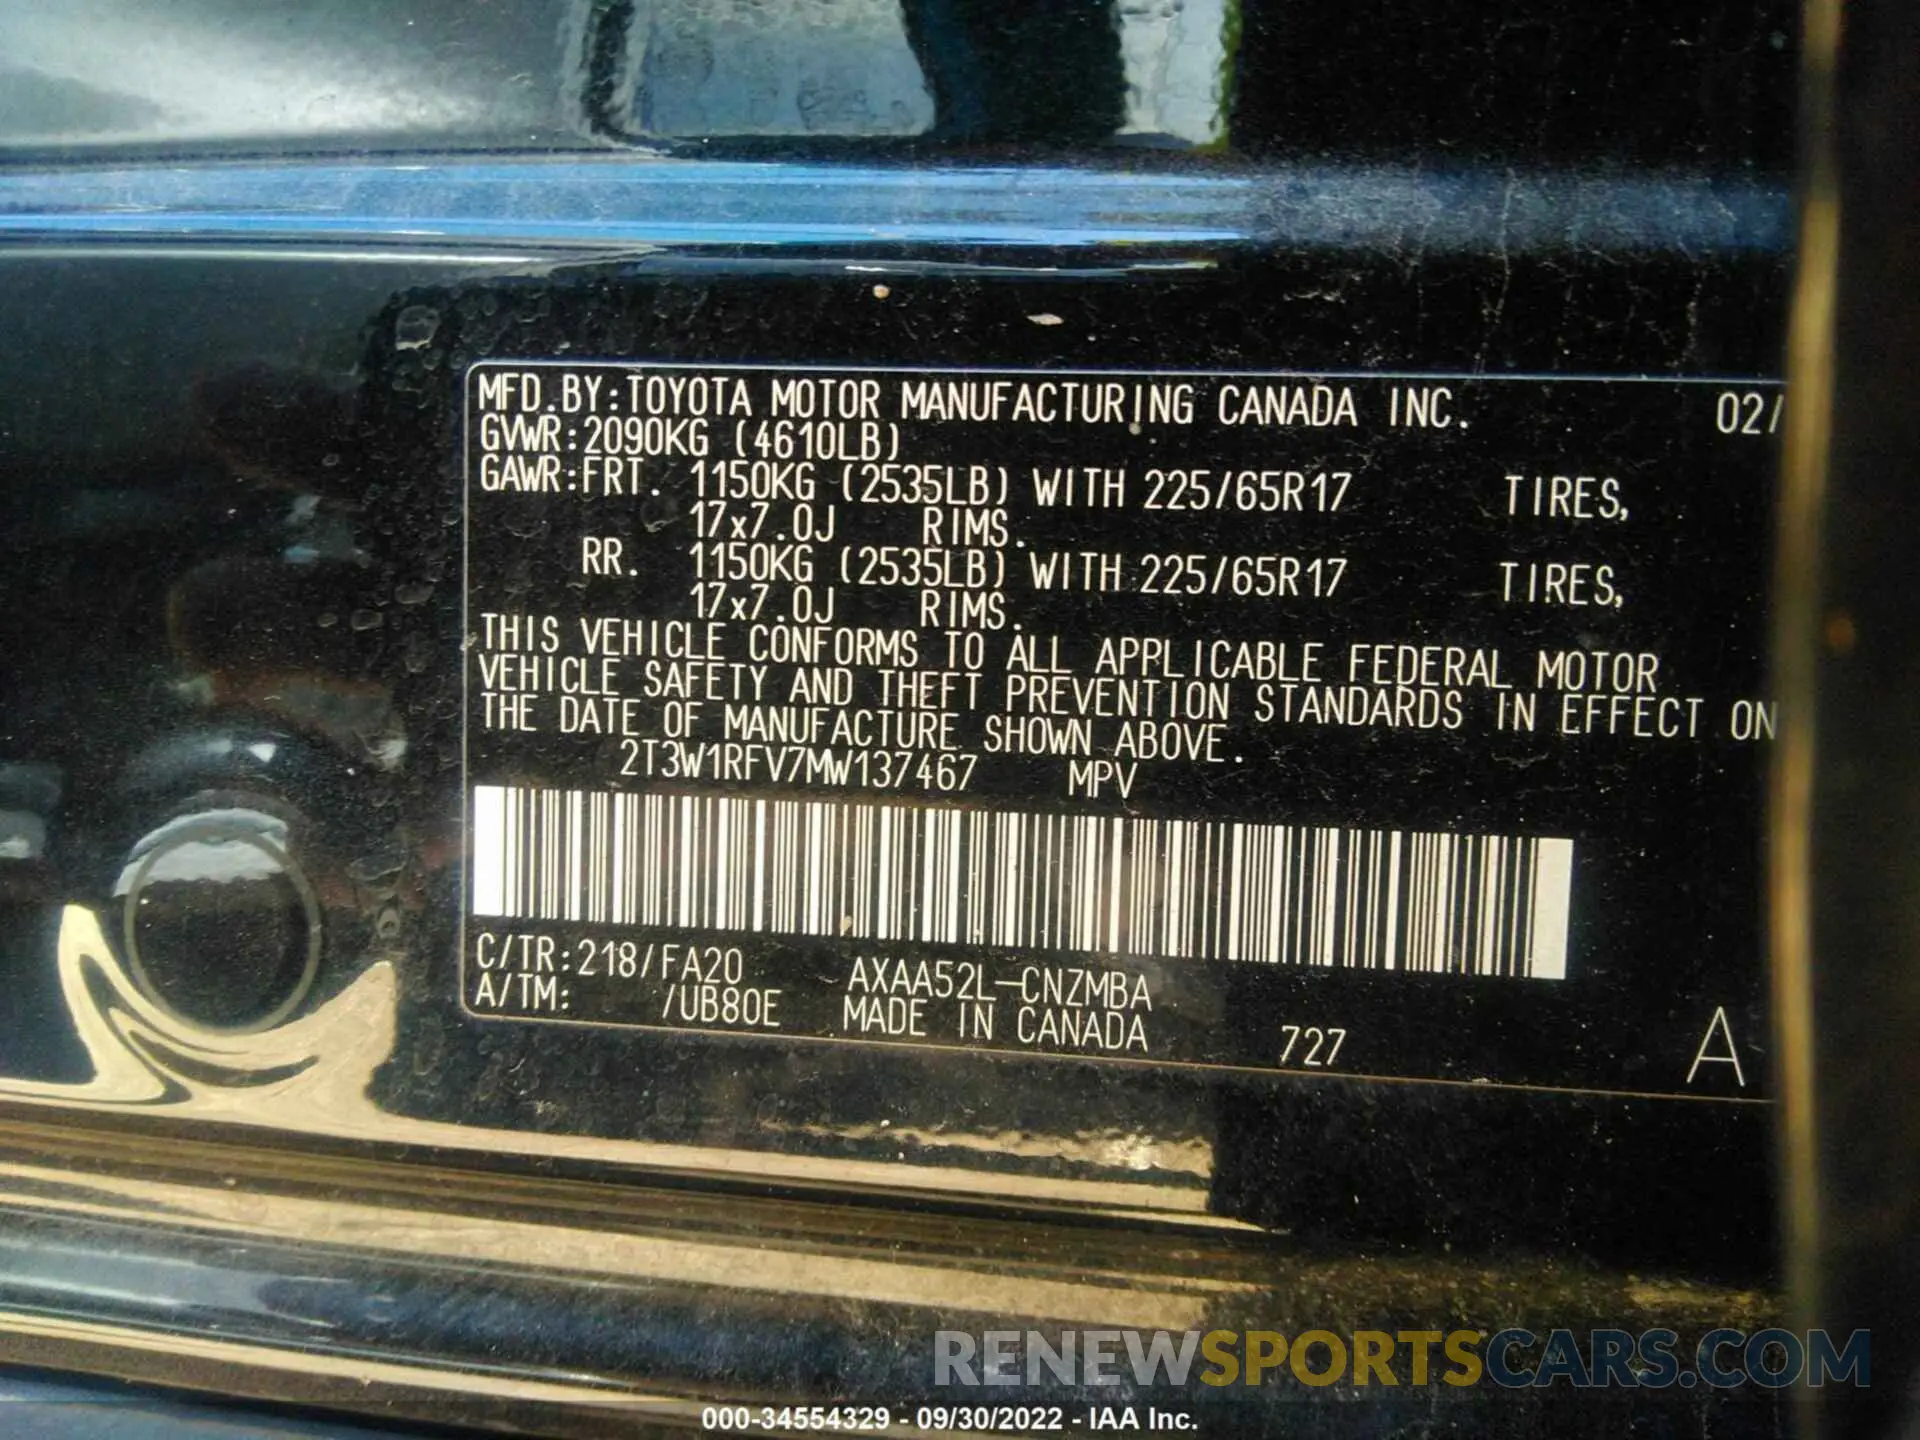 MFD.BY:TOYOTA MOTOR MANUFACTURING CANADA INC. 02/
GVWR:2090KG (4610LB)
GAWR:FRT. 1150KG (2535LB) WITH 225/65R17 TIRES,
17x7.0J RIMS.
RR. 1150KG (2535LB) WITH 225/65R17 TIRES,
17x7.0J RIMS.
THIS VEHICLE CONFORMS TO ALL APPLICABLE FEDERAL MOTOR
VEHICLE SAFETY AND THEFT PREVENTION STANDARDS IN EFFECT ON
THE DATE OF MANUFACTURE SHOWN ABOVE.
2T3W1RFV7MW137467 MPV
C/TR:218/FA20 AXAA52L-CNZMBA
A/TM: /UB80E MADE IN CANADA 727 A
RENEWSPORTSCARS.COM
000-34554329 - 09/30/2022 - IAA Inc.